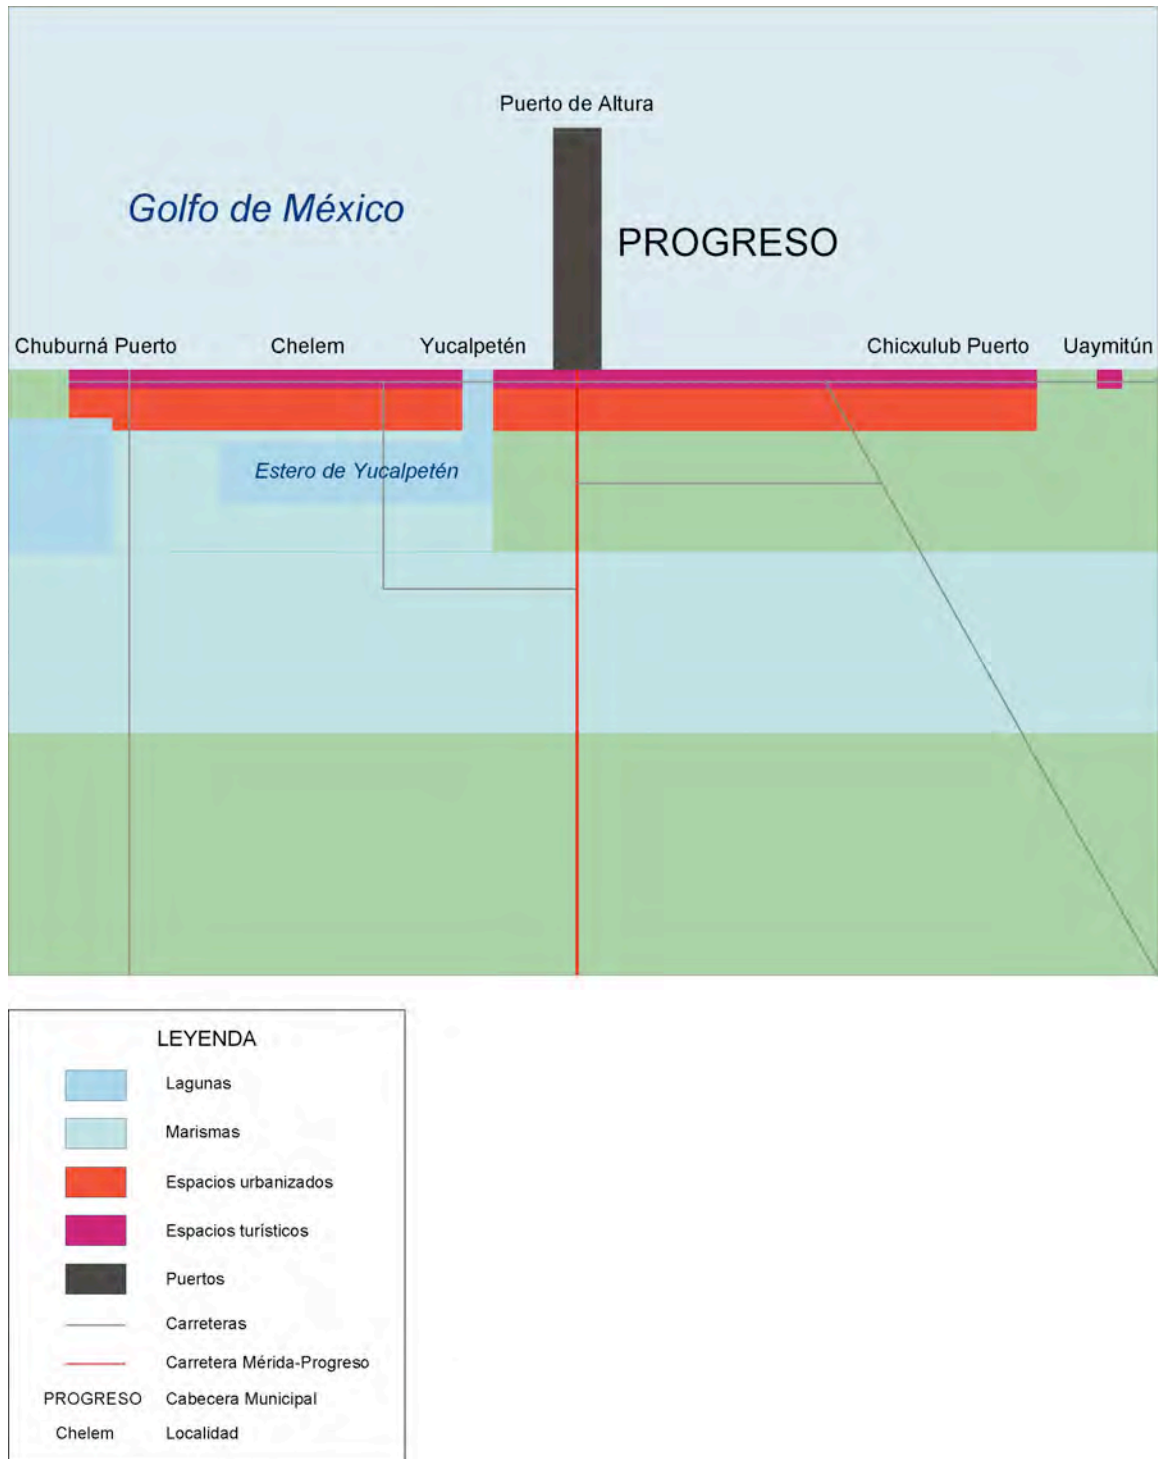 Puerto de Altura
Golfo de México
PROGRESO
Chuburná Puerto
Chelem
Yucalpetén
Chicxulub Puerto
Uaymitún
Estero de Yucalpetén
LEYENDA
Lagunas
Marismas
Espacios urbanizados
Espacios turísticos
Puertos
Carreteras
Carretera Mérida-Progreso
PROGRESO Cabecera Municipal
Chelem Localidad